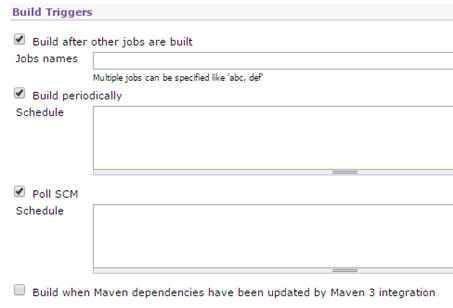 Build Triggers
Build after other jobs are built
Jobs names
Multiple jobs can be specified like 'abc, def'
Build periodically
Schedule
Poll SCM
Schedule
Build when Maven dependencies have been updated by Maven 3 integration